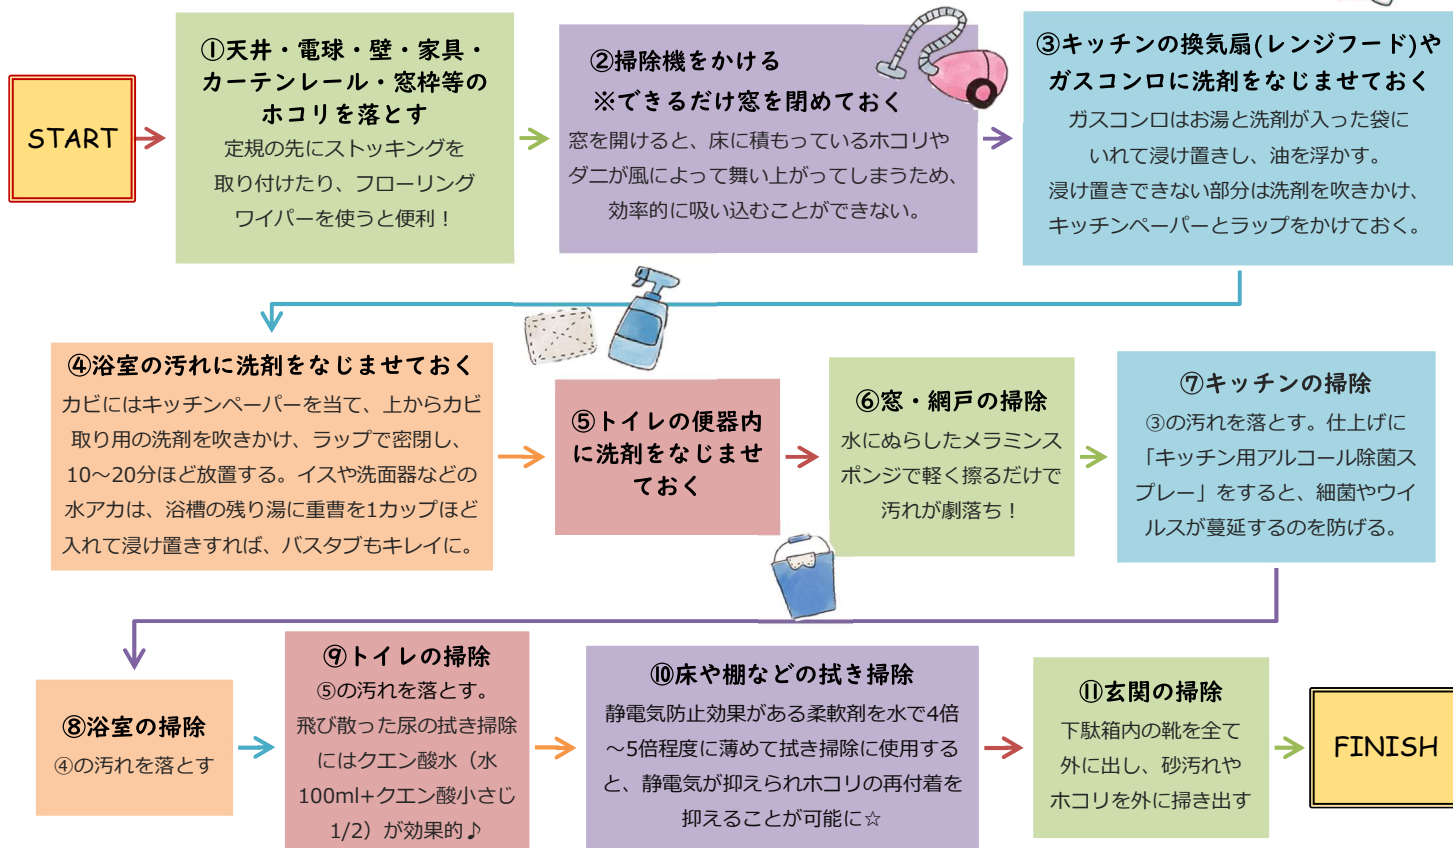 START
①天井・電球・壁・家具・
カーテンレール・窓枠等の
ホコリを落とす
定規の先にストッキングを
取り付けたり、フローリング
ワイパーを使うと便利！
②掃除機をかける
※できるだけ窓を閉めておく
窓を開けると、床に積もっているホコリや
ダニが風によって舞い上がってしまうため、
効率的に吸い込むことができない。
③キッチンの換気扇(レンジフード)や
ガスコンロに洗剤をなじませておく
ガスコンロはお湯と洗剤が入った袋に
いれて浸け置きし、油を浮かす。
浸け置きできない部分は洗剤を吹きかけ、
キッチンペーパーとラップをかけておく。
④浴室の汚れに洗剤をなじませておく
カビにはキッチンペーパーを当て、上からカビ
取り用の洗剤を吹きかけ、ラップで密閉し、
10～20分ほど放置する。イスや洗面器などの
水アカは、浴槽の残り湯に重曹を1カップほど
入れて浸け置きすれば、バスタブもキレイに。
⑤トイレの便器内
に洗剤をなじませ
ておく
⑥窓・網戸の掃除
水にぬらしたメラミンス
ポンジで軽く擦るだけで
汚れが劇落ち！
⑦キッチンの掃除
③の汚れを落とす。仕上げに
「キッチン用アルコール除菌ス
プレー」をすると、細菌やウイ
ルスが蔓延するのを防げる。
⑧浴室の掃除
④の汚れを落とす
⑨トイレの掃除
⑤の汚れを落とす。
飛び散った尿の拭き掃除
にはクエン酸水（水
100ml+クエン酸小さじ
1/2）が効果的♪
⑩床や棚などの拭き掃除
静電気防止効果がある柔軟剤を水で4倍
～5倍程度に薄めて拭き掃除に使用する
と、静電気が抑えられホコリの再付着を
抑えることが可能に☆
⑪玄関の掃除
下駄箱内の靴を全て
外に出し、砂汚れや
ホコリを外に掃き出す
FINISH